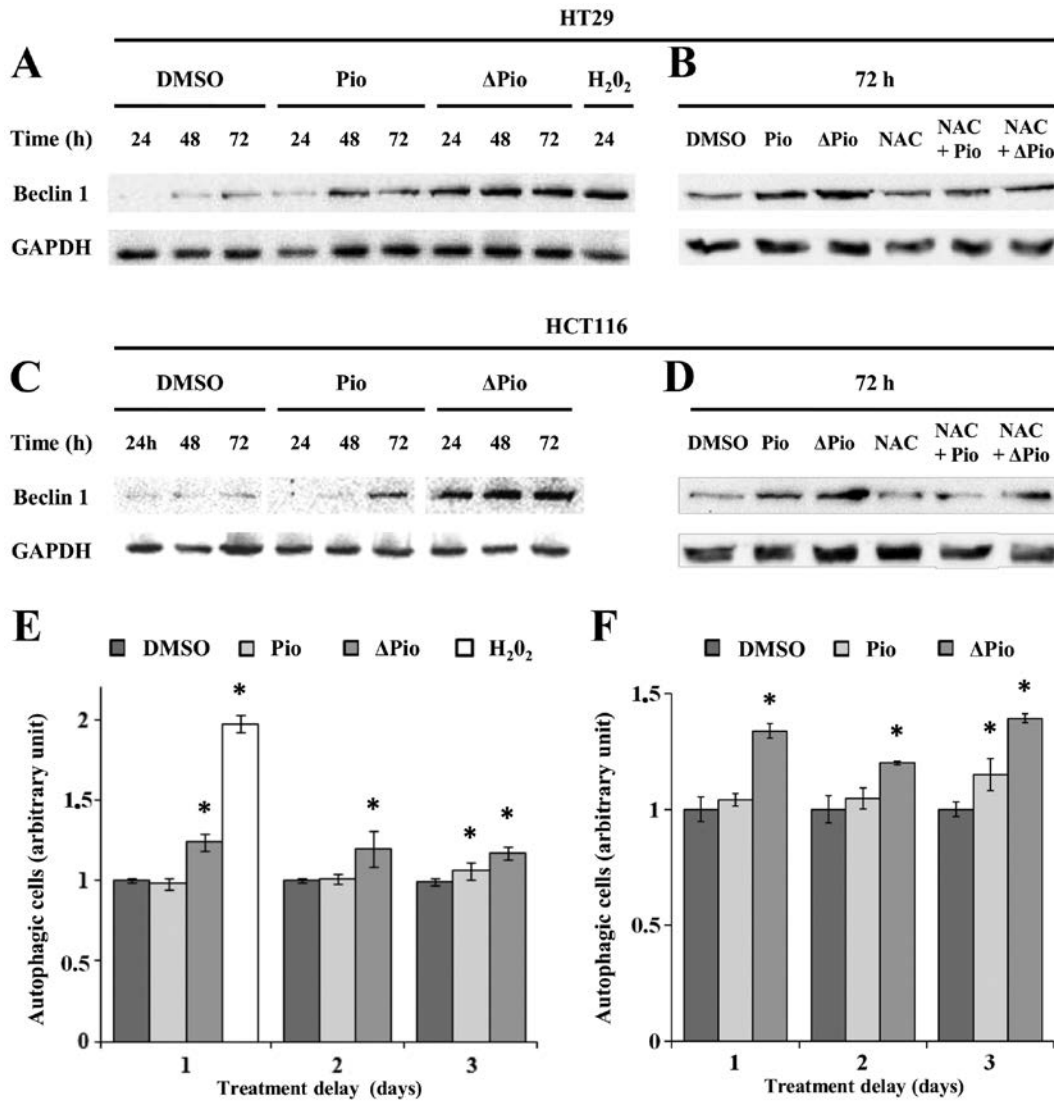 HT29
A
B
DMSO Pio ΔPio H₂0₂
72 h
Time (h) 24 48 72 24 48 72 24 48 72 24
DMSO Pio ΔPio NAC NAC + Pio NAC + ΔPio
Beclin 1
GAPDH
HCT116
C
D
DMSO Pio ΔPio
72 h
Time (h) 24h 48 72 24 48 72 24 48 72
DMSO Pio ΔPio NAC NAC + Pio NAC + ΔPio
Beclin 1
GAPDH
E
DMSO Pio ΔPio H₂0₂
Autophagic cells (arbitrary unit)
2
1.5
1
0.5
0
* * * * *
1 2 3
Treatment delay (days)
F
DMSO Pio ΔPio
Autophagic cells (arbitrary unit)
1.5
1
0.5
0
* * * *
1 2 3
Treatment delay (days)